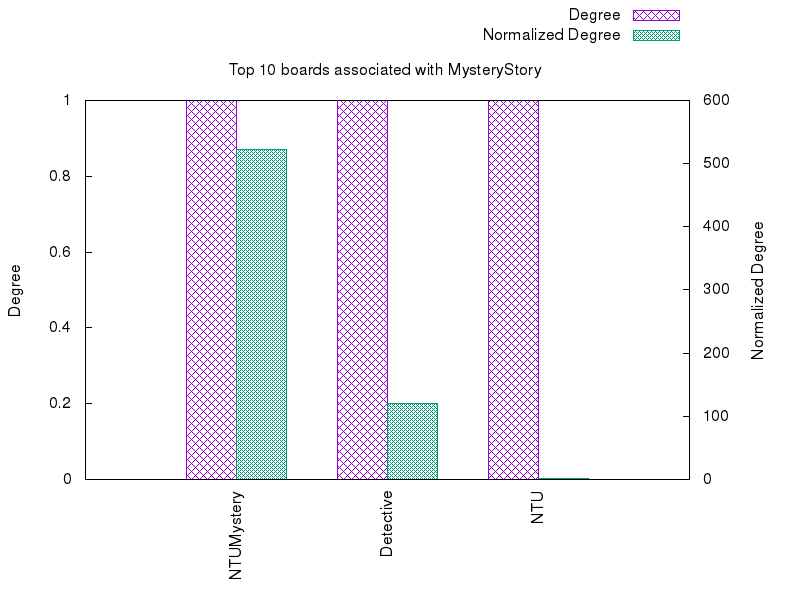 Degree
Normalized Degree
Top 10 boards associated with MysteryStory
1
0.8
0.6
0.4
0.2
0
600
500
400
300
200
100
0
Degree
Normalized Degree
NTUMystery
Detective
NTU